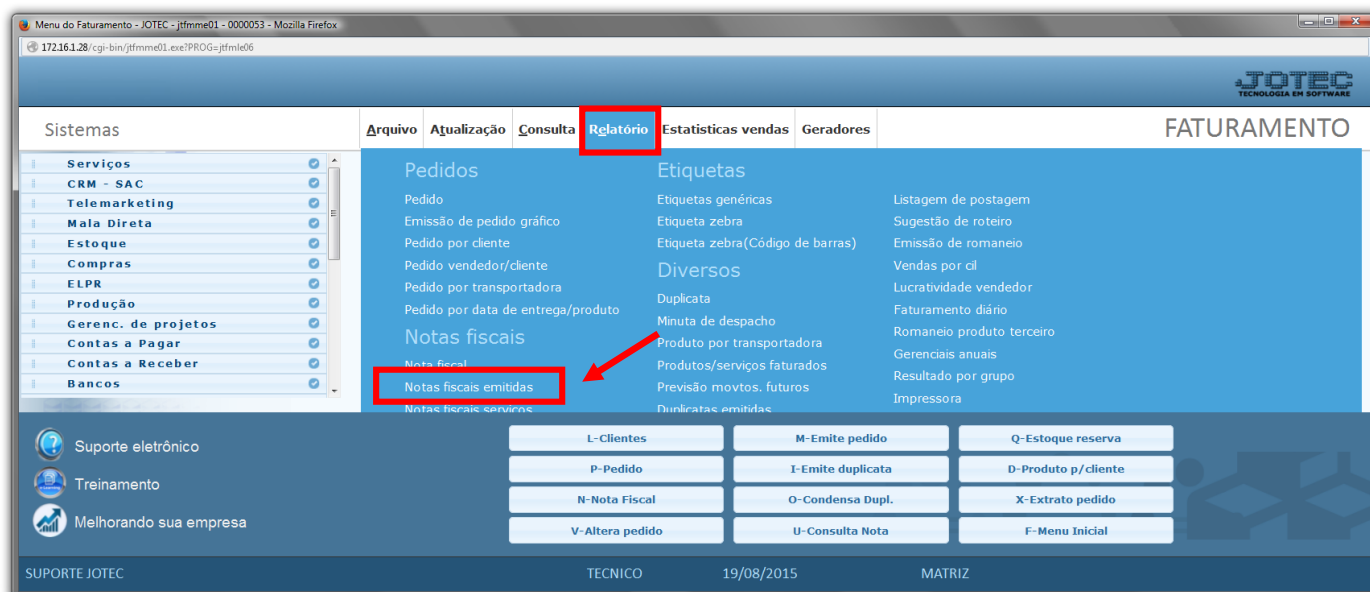 Menu do Faturamento - JOTEC - jtfmme01 - 0000053 - Mozilla Firefox
172.16.1.28/cgi-bin/jtfmme01.exe?PROG=jtfmle06
JOTEC
TECNOLOGIA EM SOFTWARE
Sistemas
Arquivo Atualização Consulta Relatório Estatisticas vendas Geradores
FATURAMENTO
Serviços
CRM - SAC
Telemarketing
Mala Direta
Estoque
Compras
ELPR
Produção
Gerenc. de projetos
Contas a Pagar
Contas a Receber
Bancos
Pedidos
Pedido
Emissão de pedido gráfico
Pedido por cliente
Pedido vendedor/cliente
Pedido por transportadora
Pedido por data de entrega/produto
Notas fiscais
Nota fiscal
Notas fiscais emitidas
Notas fiscais serviços
Etiquetas
Etiquetas genéricas
Etiqueta zebra
Etiqueta zebra(Código de barras)
Diversos
Duplicata
Minuta de despacho
Produto por transportadora
Produtos/serviços faturados
Previsão movtos. futuros
Duplicatas emitidas
Listagem de postagem
Sugestão de roteiro
Emissão de romaneio
Vendas por cil
Lucratividade vendedor
Faturamento diário
Romaneio produto terceiro
Gerenciais anuais
Resultado por grupo
Impressora
Suporte eletrônico
Treinamento
Melhorando sua empresa
L-Clientes M-Emite pedido Q-Estoque reserva
P-Pedido I-Emite duplicata D-Produto p/cliente
N-Nota Fiscal O-Condensa Dupl. X-Extrato pedido
V-Altera pedido U-Consulta Nota F-Menu Inicial
SUPORTE JOTEC TECNICO 19/08/2015 MATRIZ